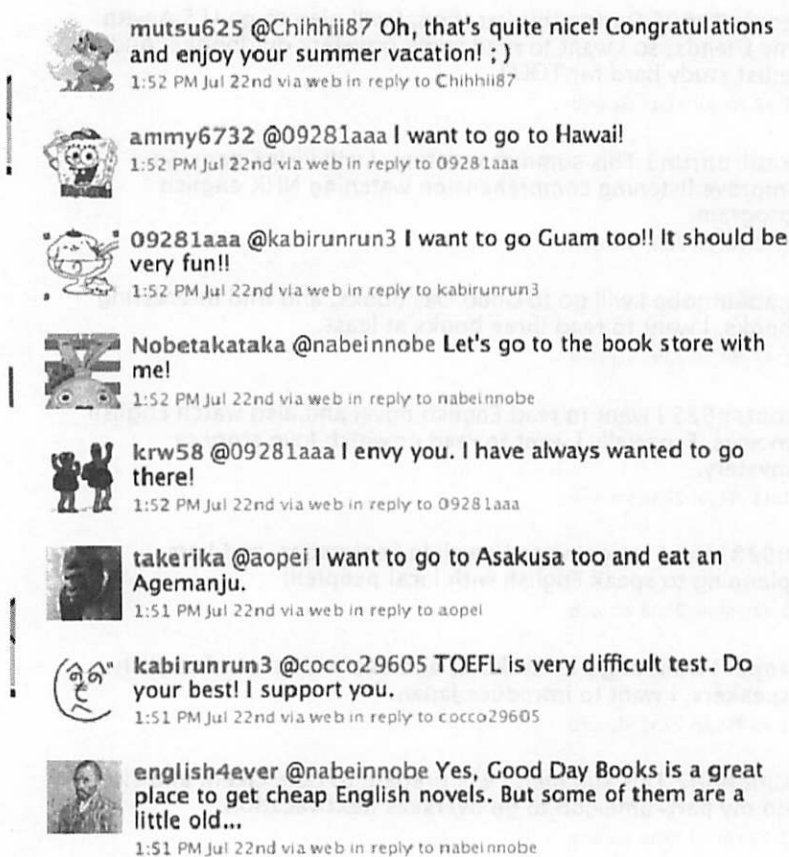 mutsu625 @Chihhii87 Oh, that's quite nice! Congratulations
and enjoy your summer vacation! ; )
1:52 PM Jul 22nd via web in reply to Chihhii87
ammy6732 @09281aaa I want to go to Hawai!
1:52 PM Jul 22nd via web in reply to 09281aaa
09281aaa @kabirunrun3 I want to go Guam too!! It should be
very fun!!
1:52 PM Jul 22nd via web in reply to kabirunrun3
Nobetakataka @nabeinnobe Let's go to the book store with
me!
1:52 PM Jul 22nd via web in reply to nabeinnobe
krw58 @09281aaa I envy you. I have always wanted to go
there!
1:52 PM Jul 22nd via web in reply to 09281aaa
takerika @aopei I want to go to Asakusa too and eat an
Agemanju.
1:51 PM Jul 22nd via web in reply to aopei
kabirunrun3 @cocco29605 TOEFL is very difficult test. Do
your best! I support you.
1:51 PM Jul 22nd via web in reply to cocco29605
english4ever @nabeinnobe Yes, Good Day Books is a great
place to get cheap English novels. But some of them are a
little old...
1:51 PM Jul 22nd via web in reply to nabeinnobe